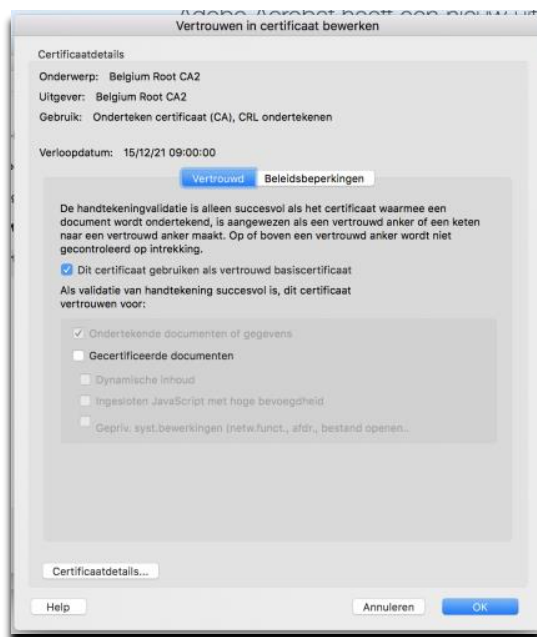 Vertrouwen in certificaat bewerken
Certificaatdetails
Onderwerp: Belgium Root CA2
Uitgever: Belgium Root CA2
Gebruik: Onderteken certificaat (CA), CRL ondertekenen
Verloopdatum: 15/12/21 09:00:00
Vertrouwd Beleidsbeperkingen
De handtekeningvalidatie is alleen succesvol als het certificaat waarmee een
document wordt ondertekend, is aangewezen als een vertrouwd anker of een keten
naar een vertrouwd anker maakt. Op of boven een vertrouwd anker wordt niet
gecontroleerd op intrekking.
Dit certificaat gebruiken als vertrouwd basiscertificaat
Als validatie van handtekening succesvol is, dit certificaat
vertrouwen voor:
Ondertekende documenten of gegevens
Gecertificeerde documenten
Dynamische inhoud
Ingesloten JavaScript met hoge bevoegdheid
Gepriv. syst.bewerkingen (netw.funct., afdr., bestand openen..
Certificaatdetails...
Help Annuleren OK